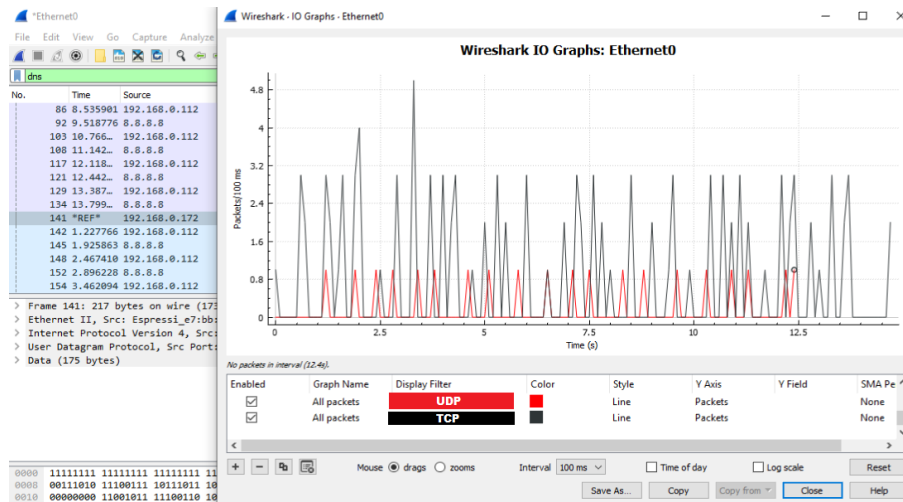 *Ethernet0
File Edit View Go Capture Analyze
dns
No. Time Source
86 8.535901 192.168.0.112
92 9.518776 8.8.8.8
103 10.766… 192.168.0.112
108 11.142… 8.8.8.8
117 12.118… 192.168.0.112
121 12.442… 8.8.8.8
129 13.387… 192.168.0.112
134 13.799… 8.8.8.8
141 *REF* 192.168.0.172
142 1.227766 192.168.0.112
145 1.925863 8.8.8.8
148 2.467410 192.168.0.112
152 2.896228 8.8.8.8
154 3.462094 192.168.0.112
> Frame 141: 217 bytes on wire (173
> Ethernet II, Src: Espressi_e7:bb:
> Internet Protocol Version 4, Src:
> User Datagram Protocol, Src Port:
> Data (175 bytes)
0000 11111111 11111111 11111111 11
0008 00111010 11100111 10111011 10
0010 00000000 11001011 11100110 10
Wireshark · IO Graphs · Ethernet0
Wireshark IO Graphs: Ethernet0
Packets/100 ms
4.8
4
3.2
2.4
1.6
0.8
0
0 2.5 5 7.5 10 12.5
Time (s)
No packets in interval (12.4s).
Enabled Graph Name Display Filter Color Style Y Axis Y Field SMA Pe
All packets UDP Line Packets None
All packets TCP Line Packets None
+ − Mouse drags zooms Interval 100 ms Time of day Log scale Reset
Save As... Copy Copy from Close Help